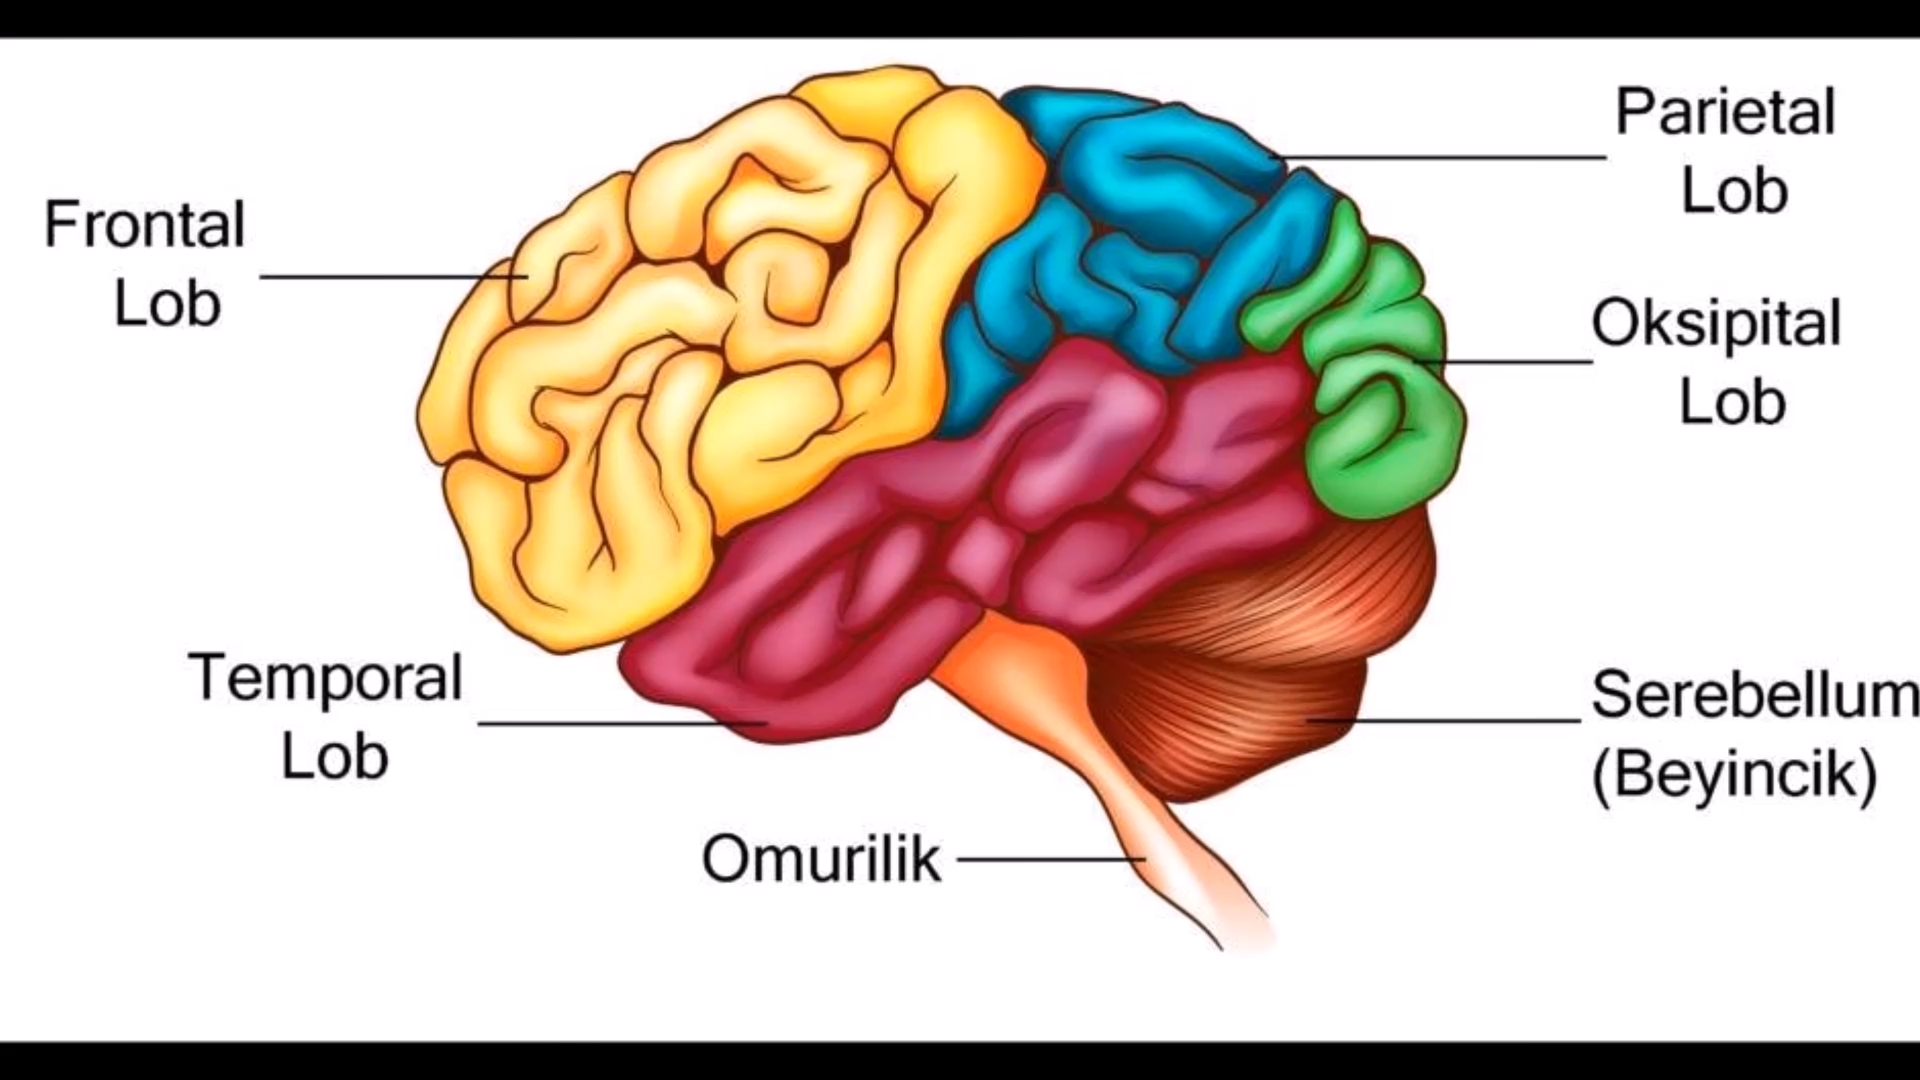 Frontal
Lob
Parietal
Lob
Oksipital
Lob
Temporal
Lob
Serebellum
(Beyincik)
Omurilik